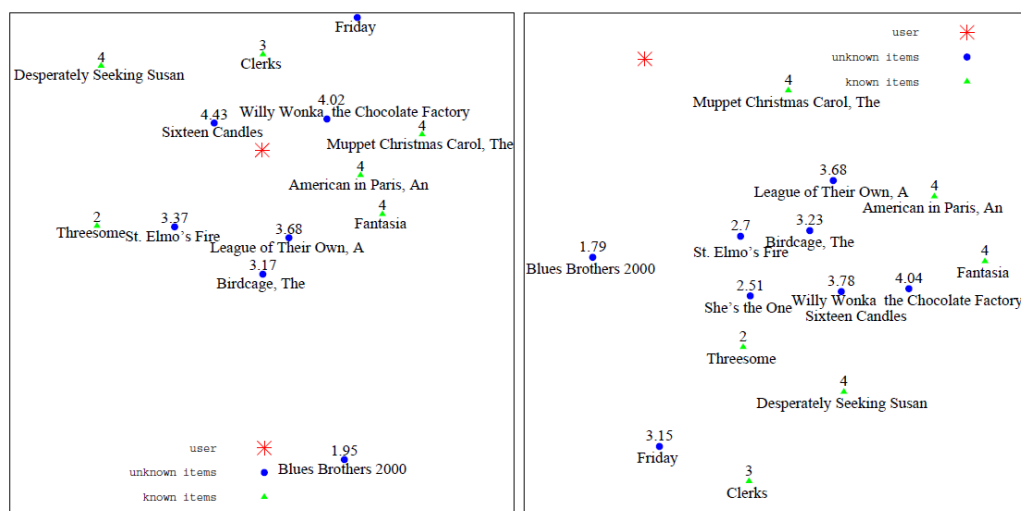 Friday
3
Clerks
4
Desperately Seeking Susan
4.02
Willy Wonka the Chocolate Factory
4.43
Sixteen Candles
4
Muppet Christmas Carol, The
4
American in Paris, An
4
Fantasia
2
Threesome
3.37
St. Elmo's Fire
3.68
League of Their Own, A
3.17
Birdcage, The
user
unknown items
known items
1.95
Blues Brothers 2000
user
unknown items
known items
4
Muppet Christmas Carol, The
3.68
League of Their Own, A
4
American in Paris, An
3.23
Birdcage, The
2.7
St. Elmo's Fire
1.79
Blues Brothers 2000
4
Fantasia
2.51
She's the One
3.78
4.04
Willy Wonka the Chocolate Factory
Sixteen Candles
2
Threesome
4
Desperately Seeking Susan
3.15
Friday
3
Clerks